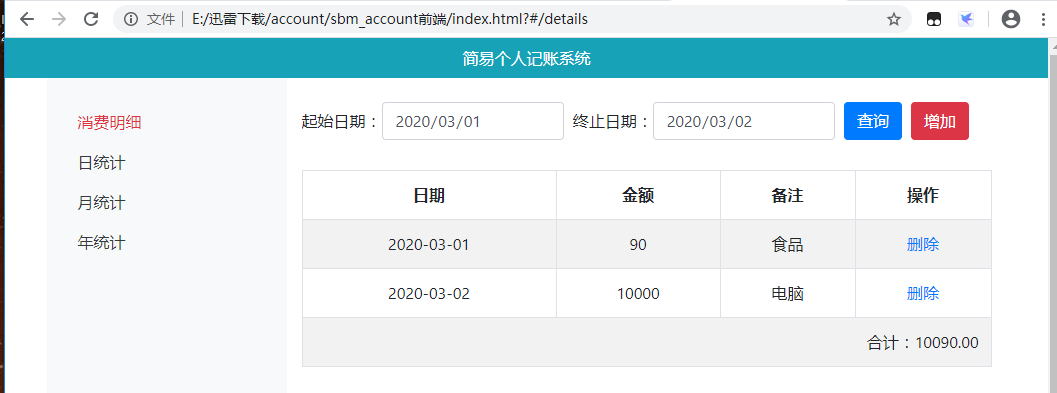 文件 E:/迅雷下载/account/sbm_account前端/index.html?#/details
简易个人记账系统
消费明细
日统计
月统计
年统计
起始日期：2020/03/01 终止日期：2020/03/02 查询 增加
日期 金额 备注 操作
2020-03-01 90 食品 删除
2020-03-02 10000 电脑 删除
合计：10090.00